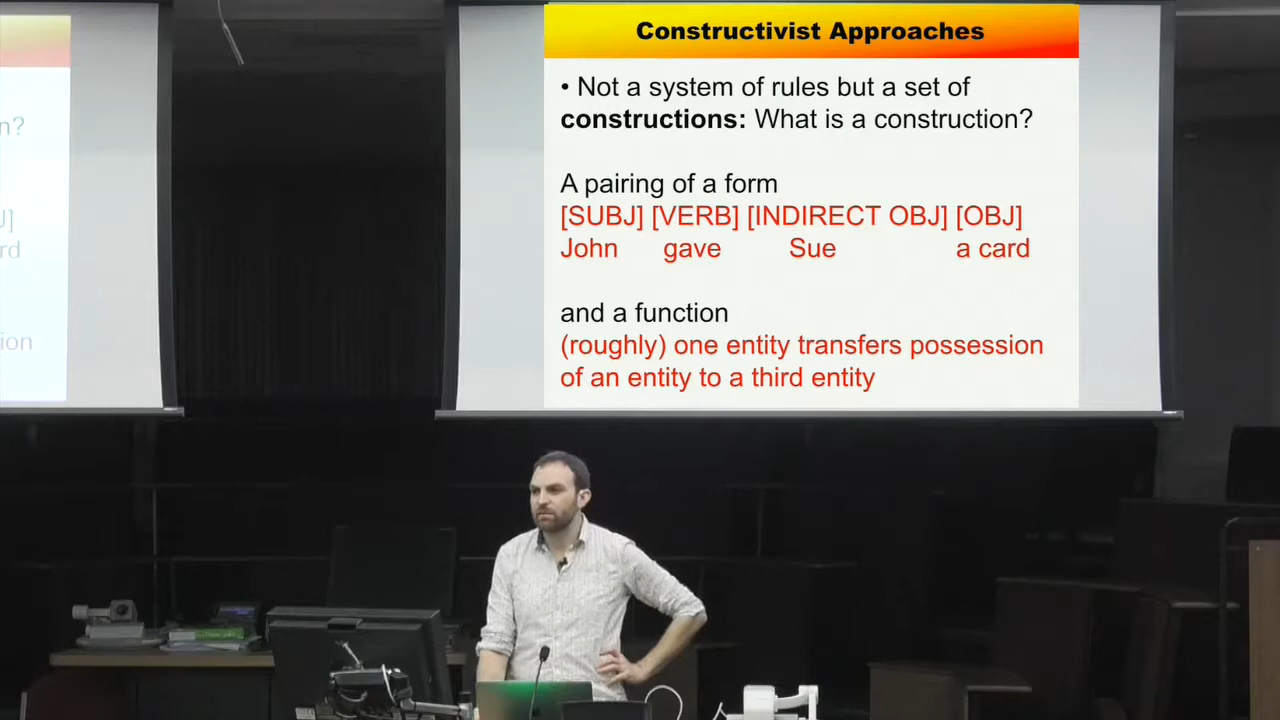 Constructivist Approaches
• Not a system of rules but a set of
constructions: What is a construction?
A pairing of a form
[SUBJ] [VERB] [INDIRECT OBJ] [OBJ]
John gave Sue a card
and a function
(roughly) one entity transfers possession
of an entity to a third entity
n?
J]
rd
ion